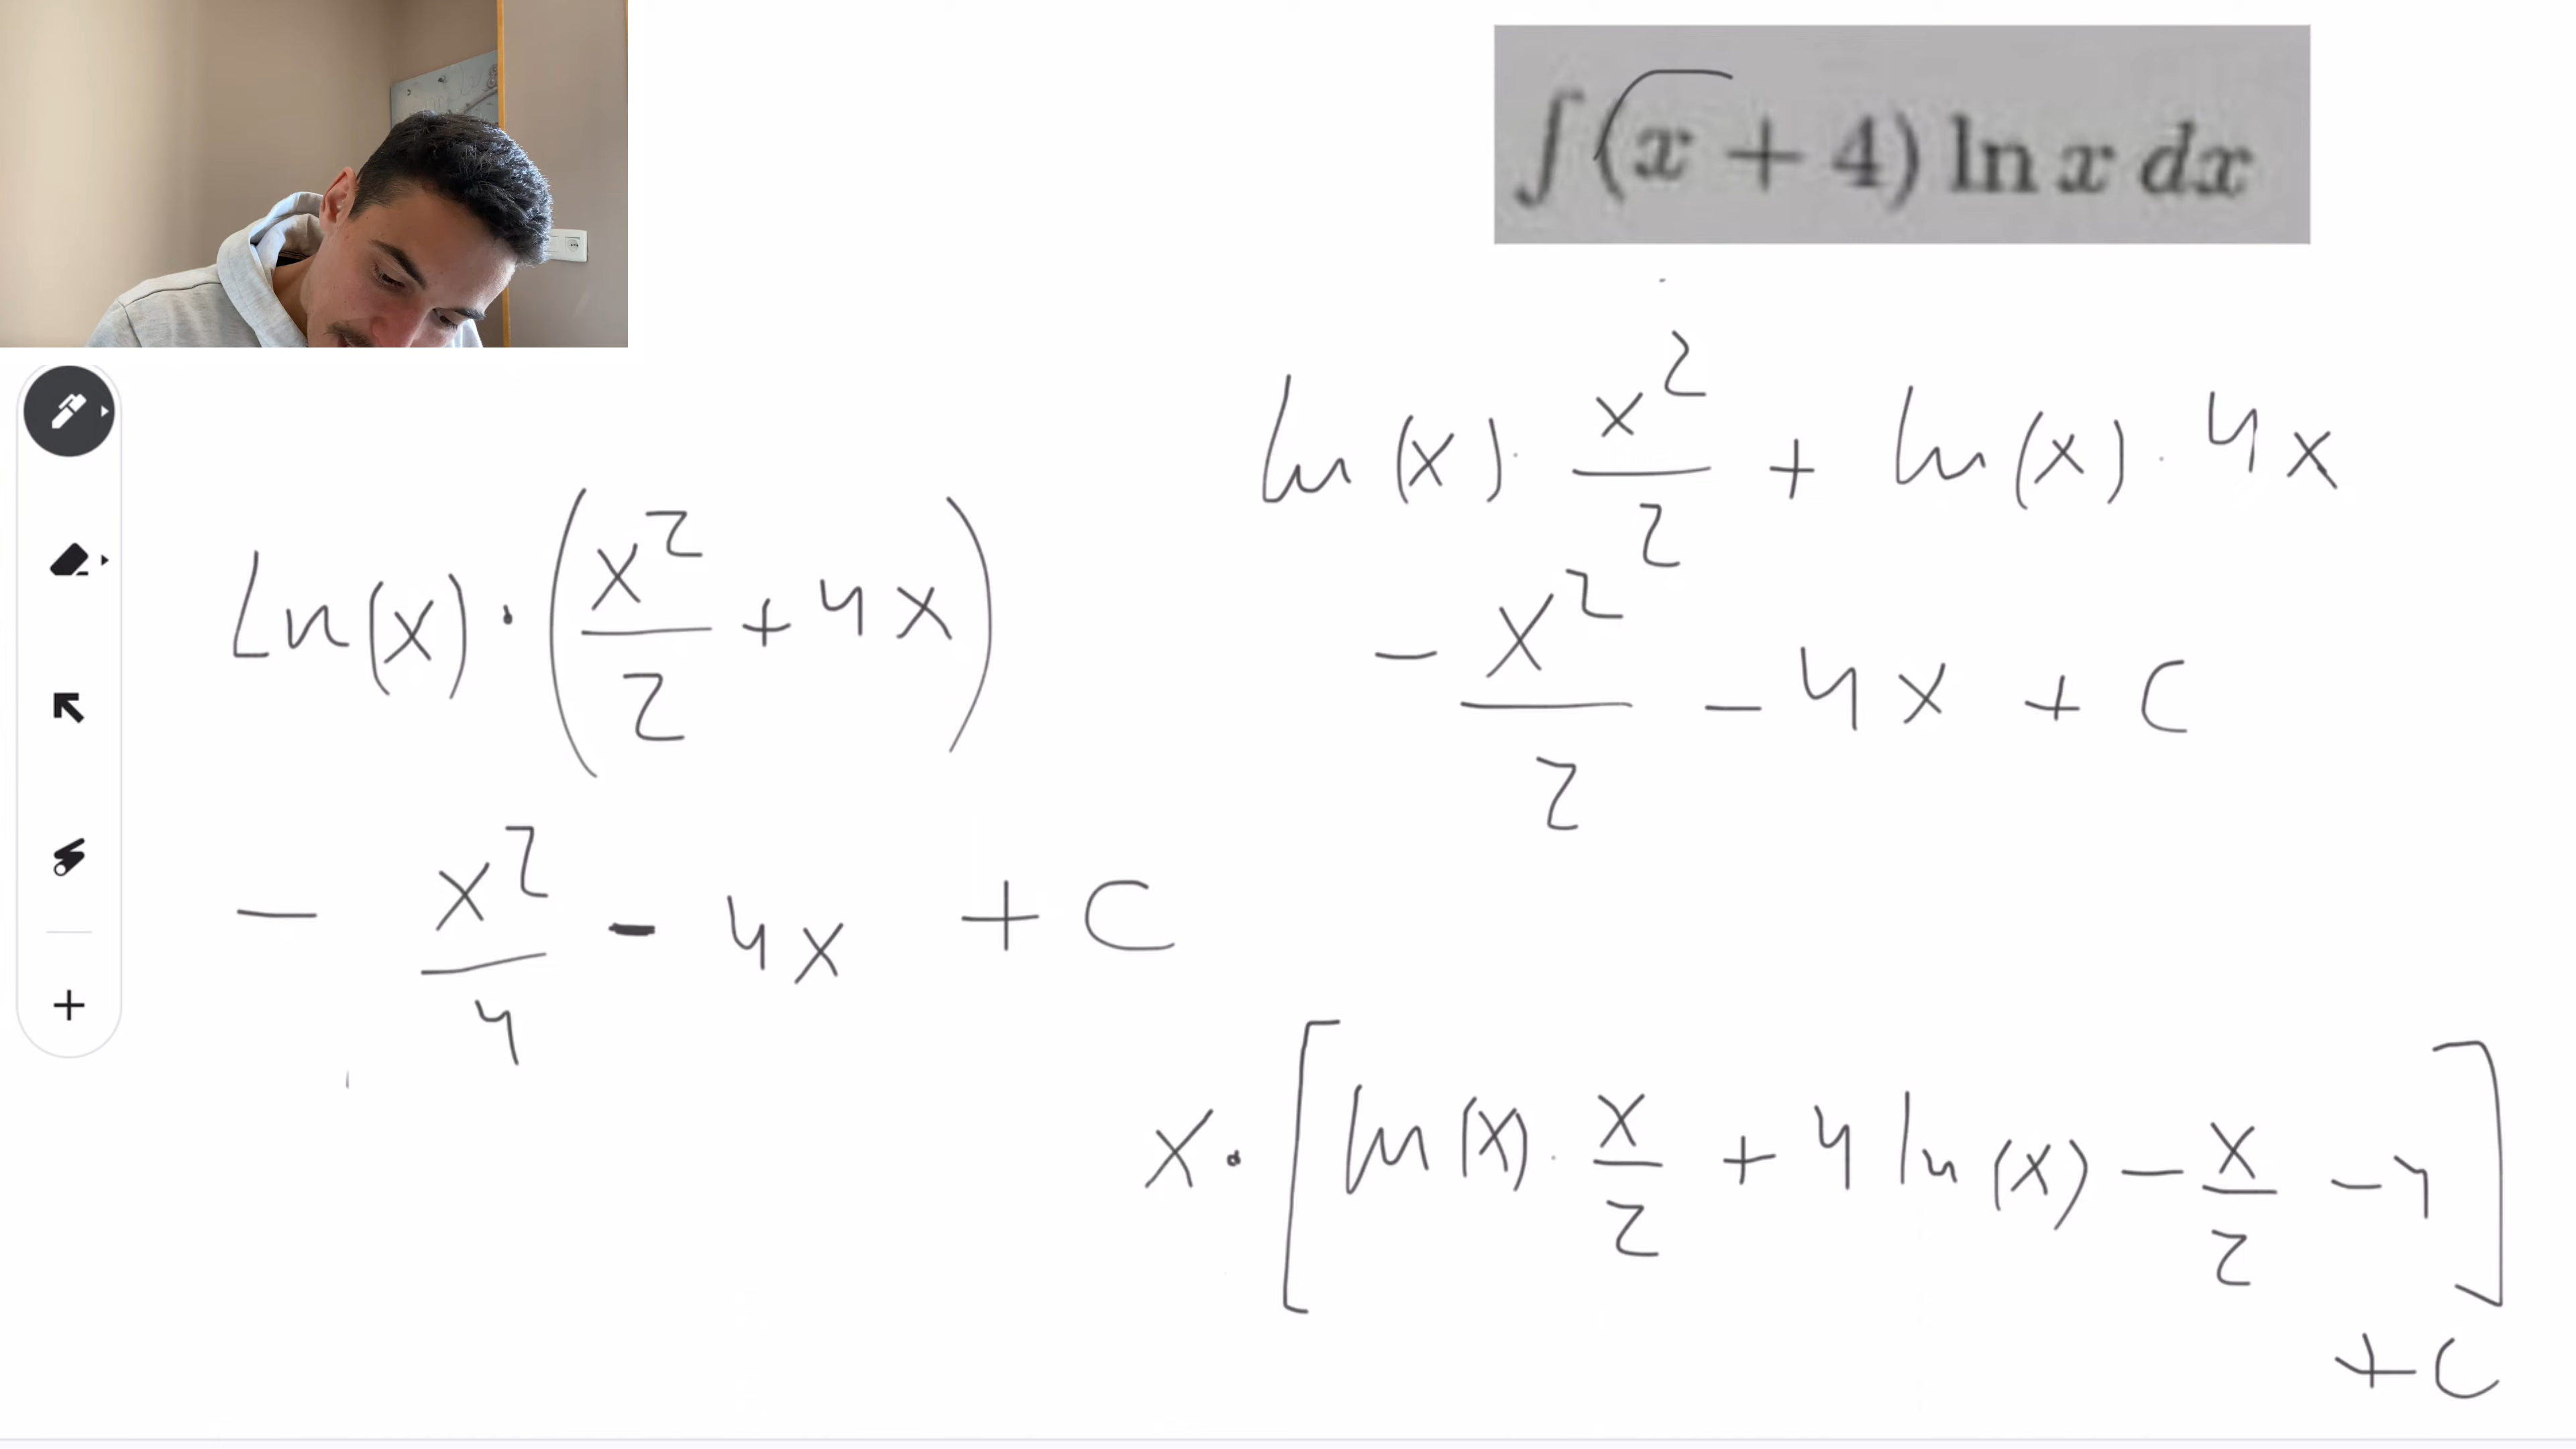 ∫(x + 4) ln x dx
Ln(x) · (x²/2 + 4x)
− x²/4 − 4x + C
ln(x) · x²/2 + ln(x) · 4x
− x²/2 − 4x + C
x · [ln(x) · x/2 + 4 ln(x) − x/2 − 4]
+ C